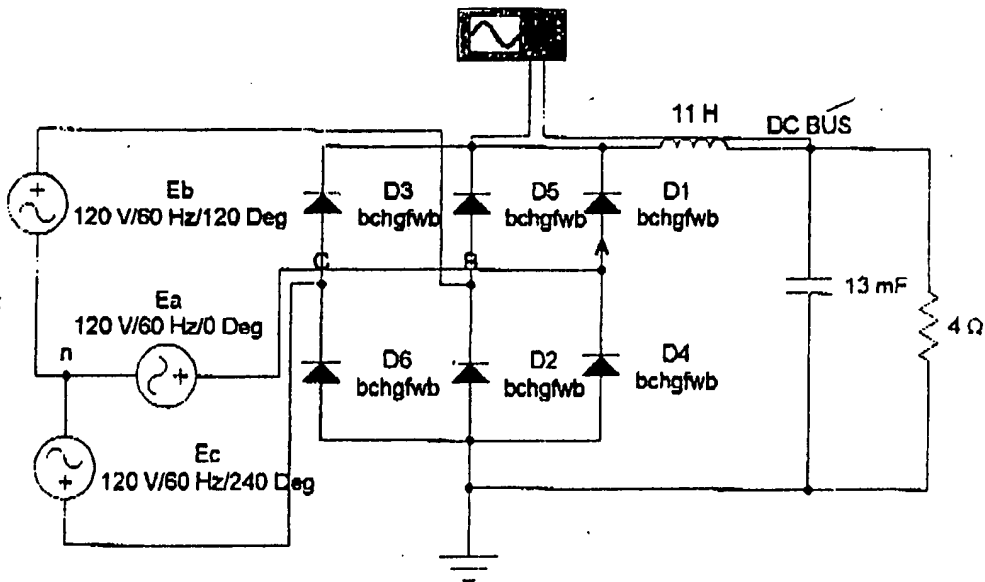 11 H
DC BUS
Eb
120 V/60 Hz/120 Deg
D3
bchgfwb
D5
bchgfwb
D1
bchgfwb
C
B
A
Ea
120 V/60 Hz/0 Deg
n
13 mF
4 Ω
D6
bchgfwb
D2
bchgfwb
D4
bchgfwb
Ec
120 V/60 Hz/240 Deg